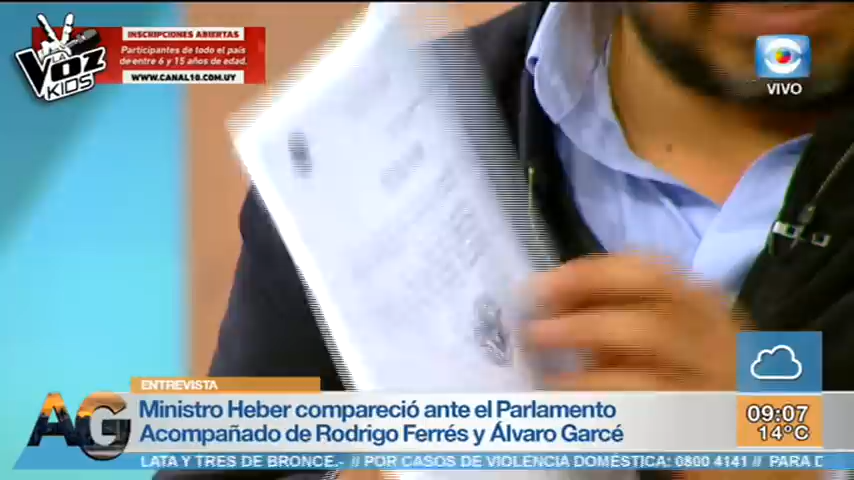 LA
VOZ
KIDS
INSCRIPCIONES ABIERTAS
Participantes de todo el país
de entre 6 y 15 años de edad.
WWW.CANAL10.COM.UY
VIVO
ENTREVISTA
AG
Ministro Heber compareció ante el Parlamento
Acompañado de Rodrigo Ferrés y Álvaro Garcé
09:07
14°C
LATA Y TRES DE BRONCE.- // POR CASOS DE VIOLENCIA DOMÉSTICA: 0800 4141 // PARA D